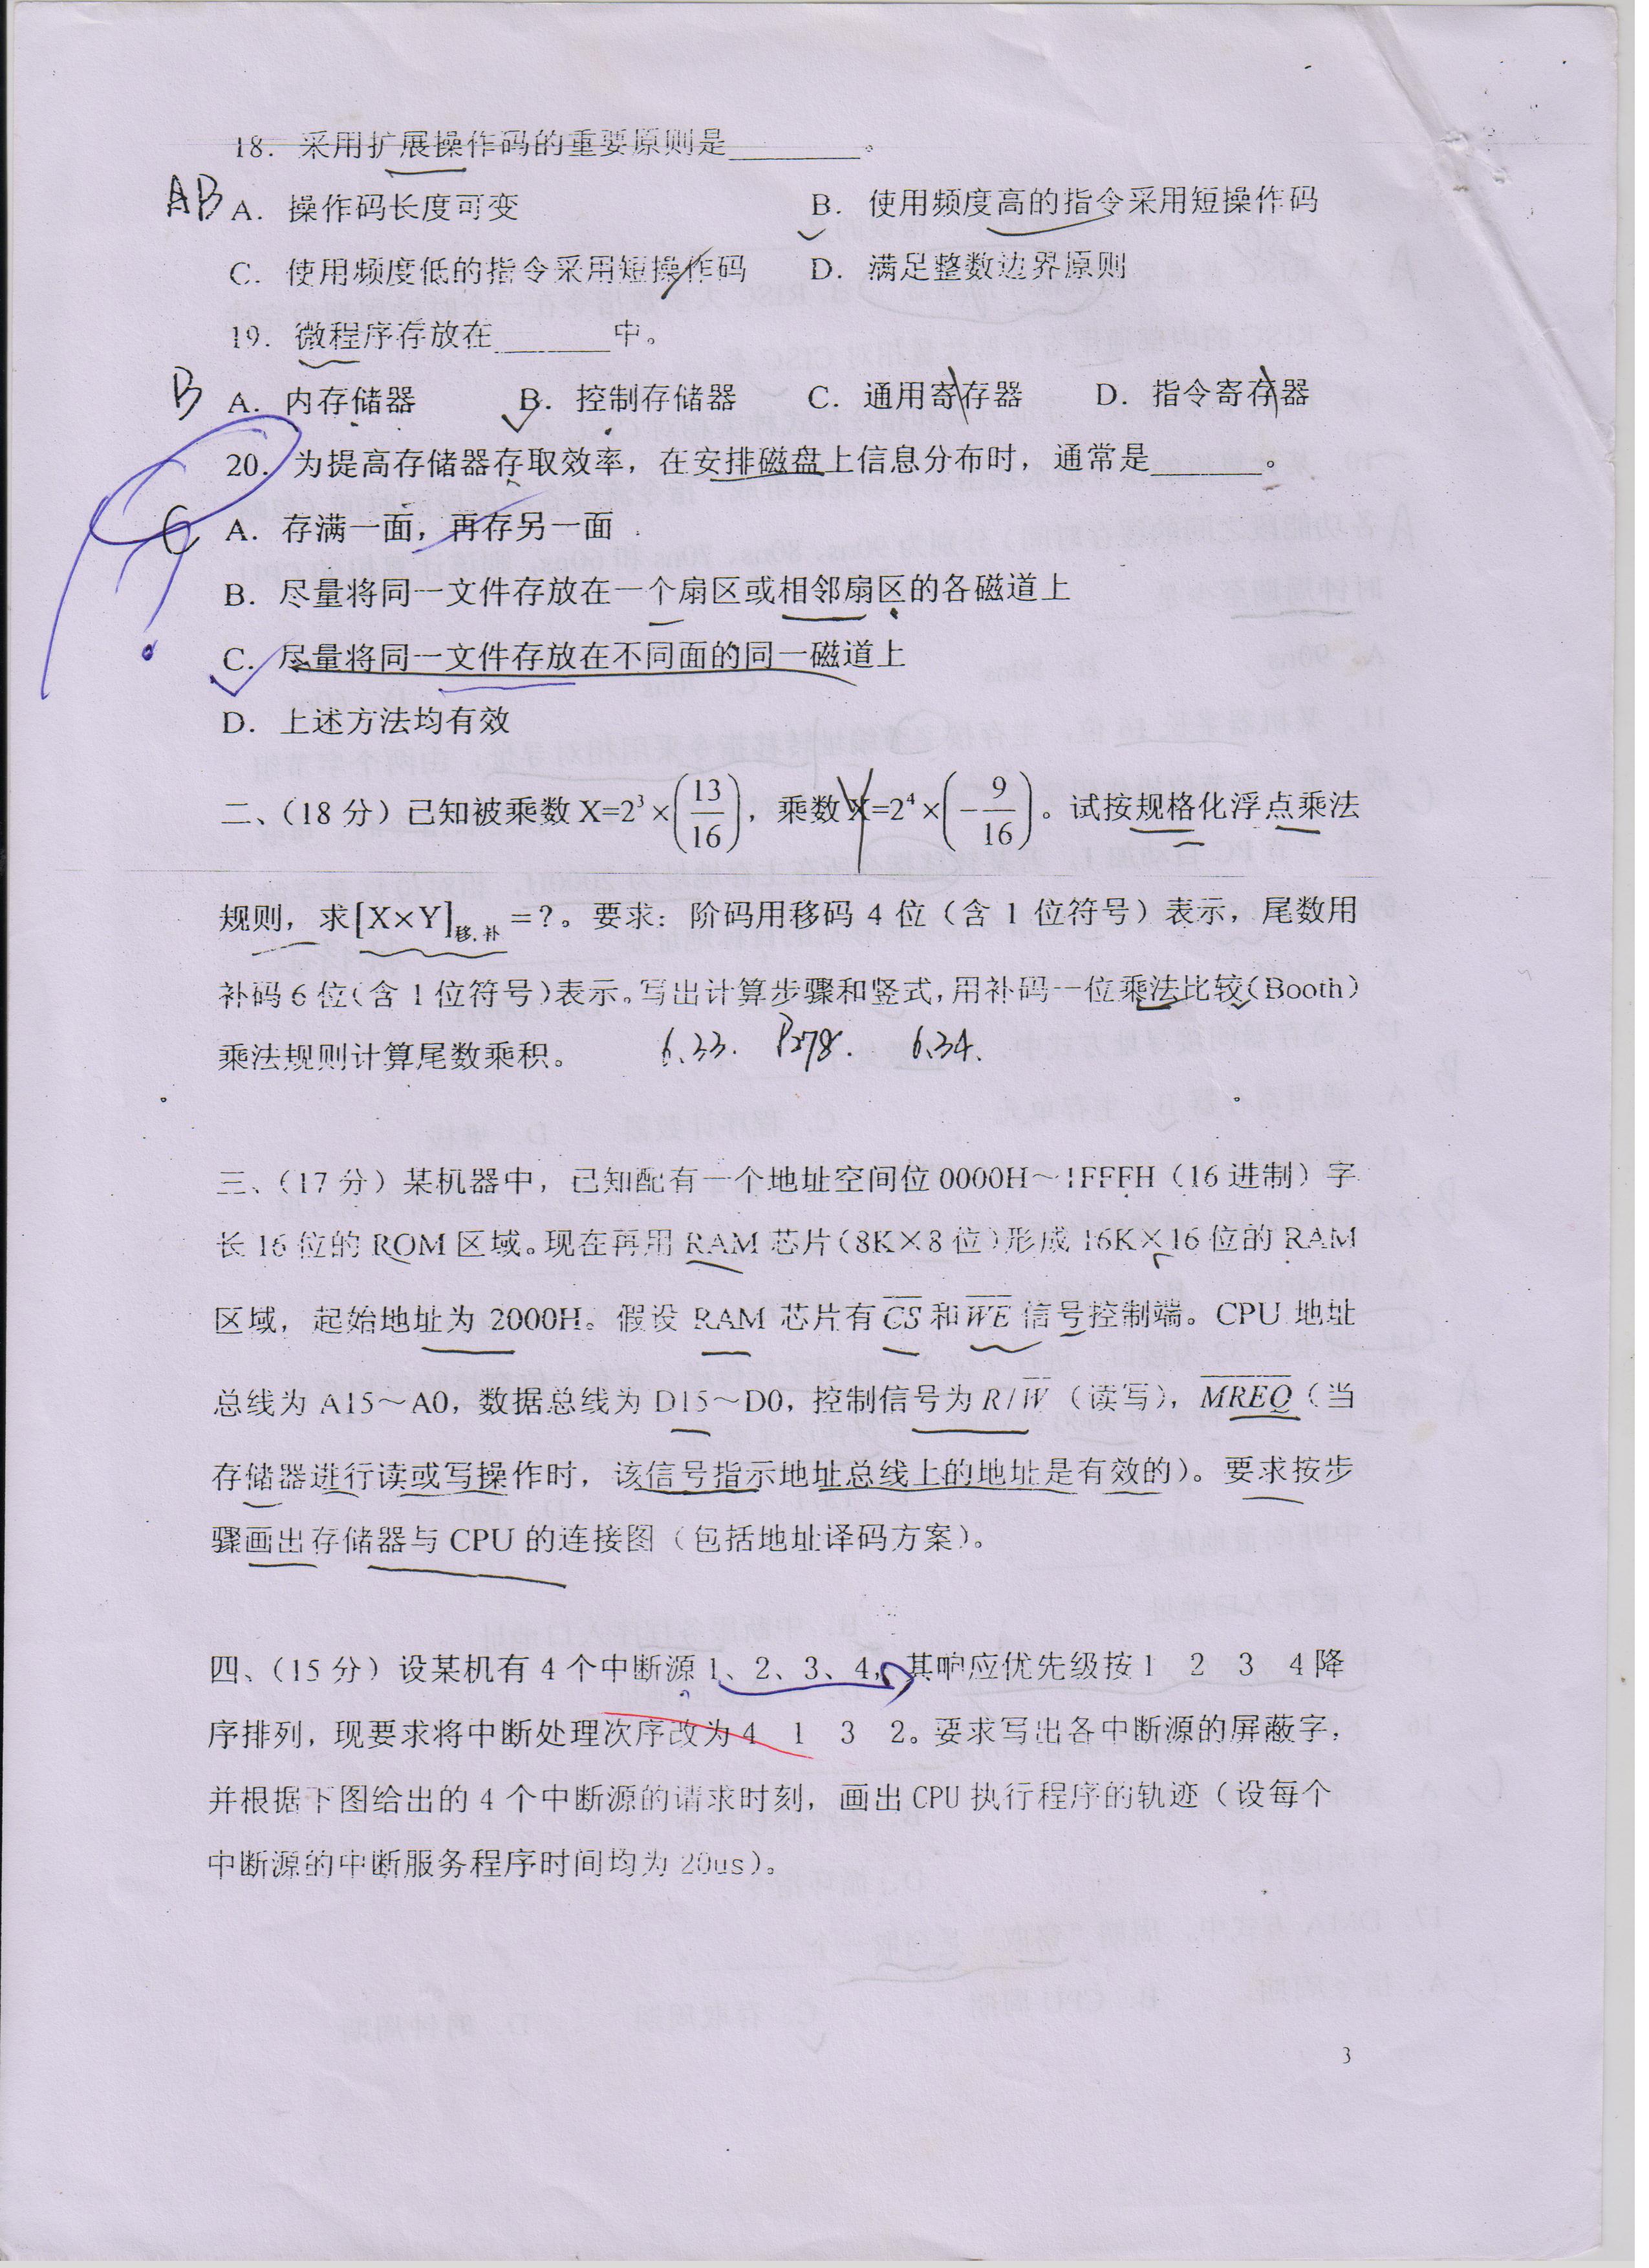 18. 采用扩展操作码的重要原则是________。
AB A. 操作码长度可变 B. 使用频度高的指令采用短操作码
C. 使用频度低的指令采用短操作码 D. 满足整数边界原则
19. 微程序存放在_______中。
B A. 内存储器 B. 控制存储器 C. 通用寄存器 D. 指令寄存器
20. 为提高存储器存取效率，在安排磁盘上信息分布时，通常是_______。
C A. 存满一面，再存另一面
B. 尽量将同一文件存放在一个扇区或相邻扇区的各磁道上
C. 尽量将同一文件存放在不同面的同一磁道上
D. 上述方法均有效
二、（18 分）已知被乘数 X=2³×(13/16)，乘数 X=2⁴×(−9/16)。试按规格化浮点乘法
规则，求[X×Y]移,补 =?。要求：阶码用移码 4 位（含 1 位符号）表示，尾数用
补码 6 位（含 1 位符号）表示。写出计算步骤和竖式，用补码一位乘法比较（Booth）
乘法规则计算尾数乘积。 6.33. P278. 6.34.
三、（17 分）某机器中，已知配有一个地址空间位 0000H～1FFFH（16 进制）字
长 16 位的 ROM 区域。现在再用 RAM 芯片（8K×8 位）形成 16K×16 位的 RAM
区域，起始地址为 2000H。假设 RAM 芯片有 C̅S̅ 和 W̅E̅ 信号控制端。CPU 地址
总线为 A15～A0，数据总线为 D15～D0，控制信号为 R/W̅（读写），M̅R̅E̅Q̅（当
存储器进行读或写操作时，该信号指示地址总线上的地址是有效的）。要求按步
骤画出存储器与 CPU 的连接图（包括地址译码方案）。
四、（15 分）设某机有 4 个中断源 1、2、3、4，其响应优先级按 1 2 3 4 降
序排列，现要求将中断处理次序改为 4 1 3 2。要求写出各中断源的屏蔽字，
并根据下图给出的 4 个中断源的请求时刻，画出 CPU 执行程序的轨迹（设每个
中断源的中断服务程序时间均为 20us）。
3